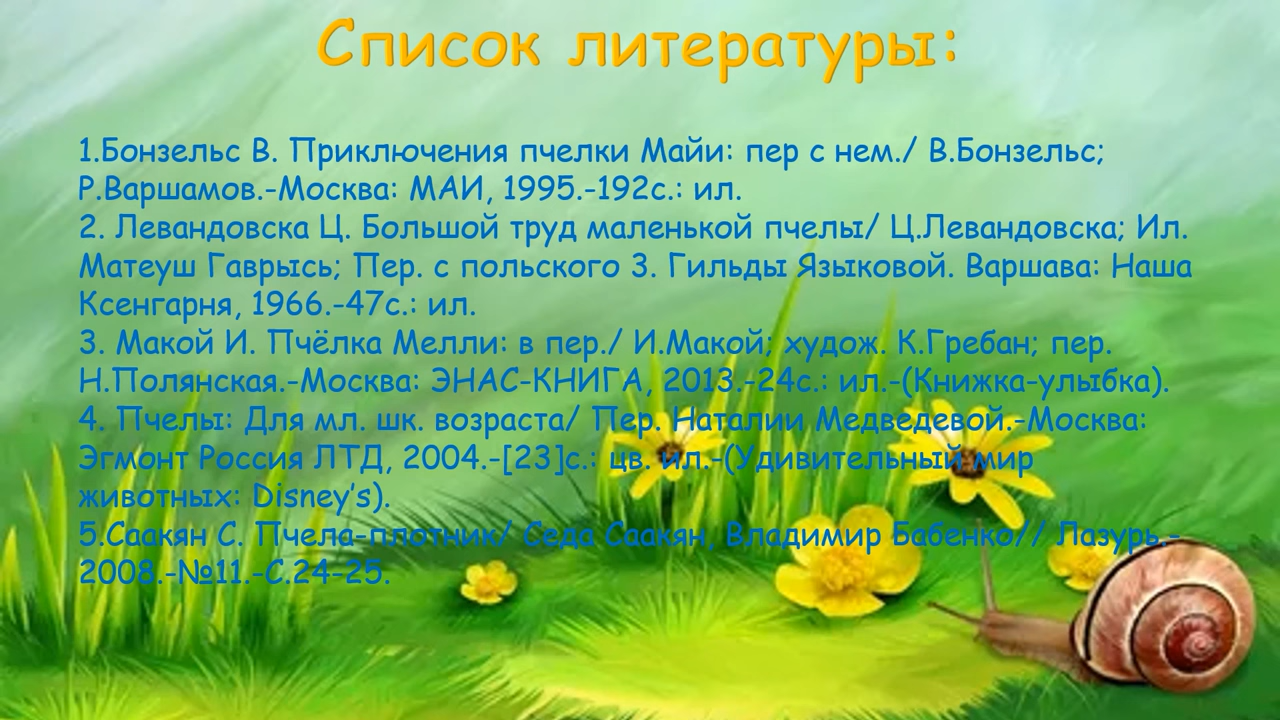 Список литературы:
1.Бонзельс В. Приключения пчелки Майи: пер с нем./ В.Бонзельс;
Р.Варшамов.-Москва: МАИ, 1995.-192с.: ил.
2. Левандовска Ц. Большой труд маленькой пчелы/ Ц.Левандовска; Ил.
Матеуш Гаврысь; Пер. с польского З. Гильды Языковой. Варшава: Наша
Ксенгарня, 1966.-47с.: ил.
3. Макой И. Пчёлка Мелли: в пер./ И.Макой; худож. К.Гребан; пер.
Н.Полянская.-Москва: ЭНАС-КНИГА, 2013.-24с.: ил.-(Книжка-улыбка).
4. Пчелы: Для мл. шк. возраста/ Пер. Наталии Медведевой.-Москва:
Эгмонт Россия ЛТД, 2004.-[23]с.: цв. ил.-(Удивительный мир
животных: Disney’s).
5.Саакян С. Пчела-плотник/ Седа Саакян, Владимир Бабенко// Лазурь.-
2008.-№11.-С.24-25.